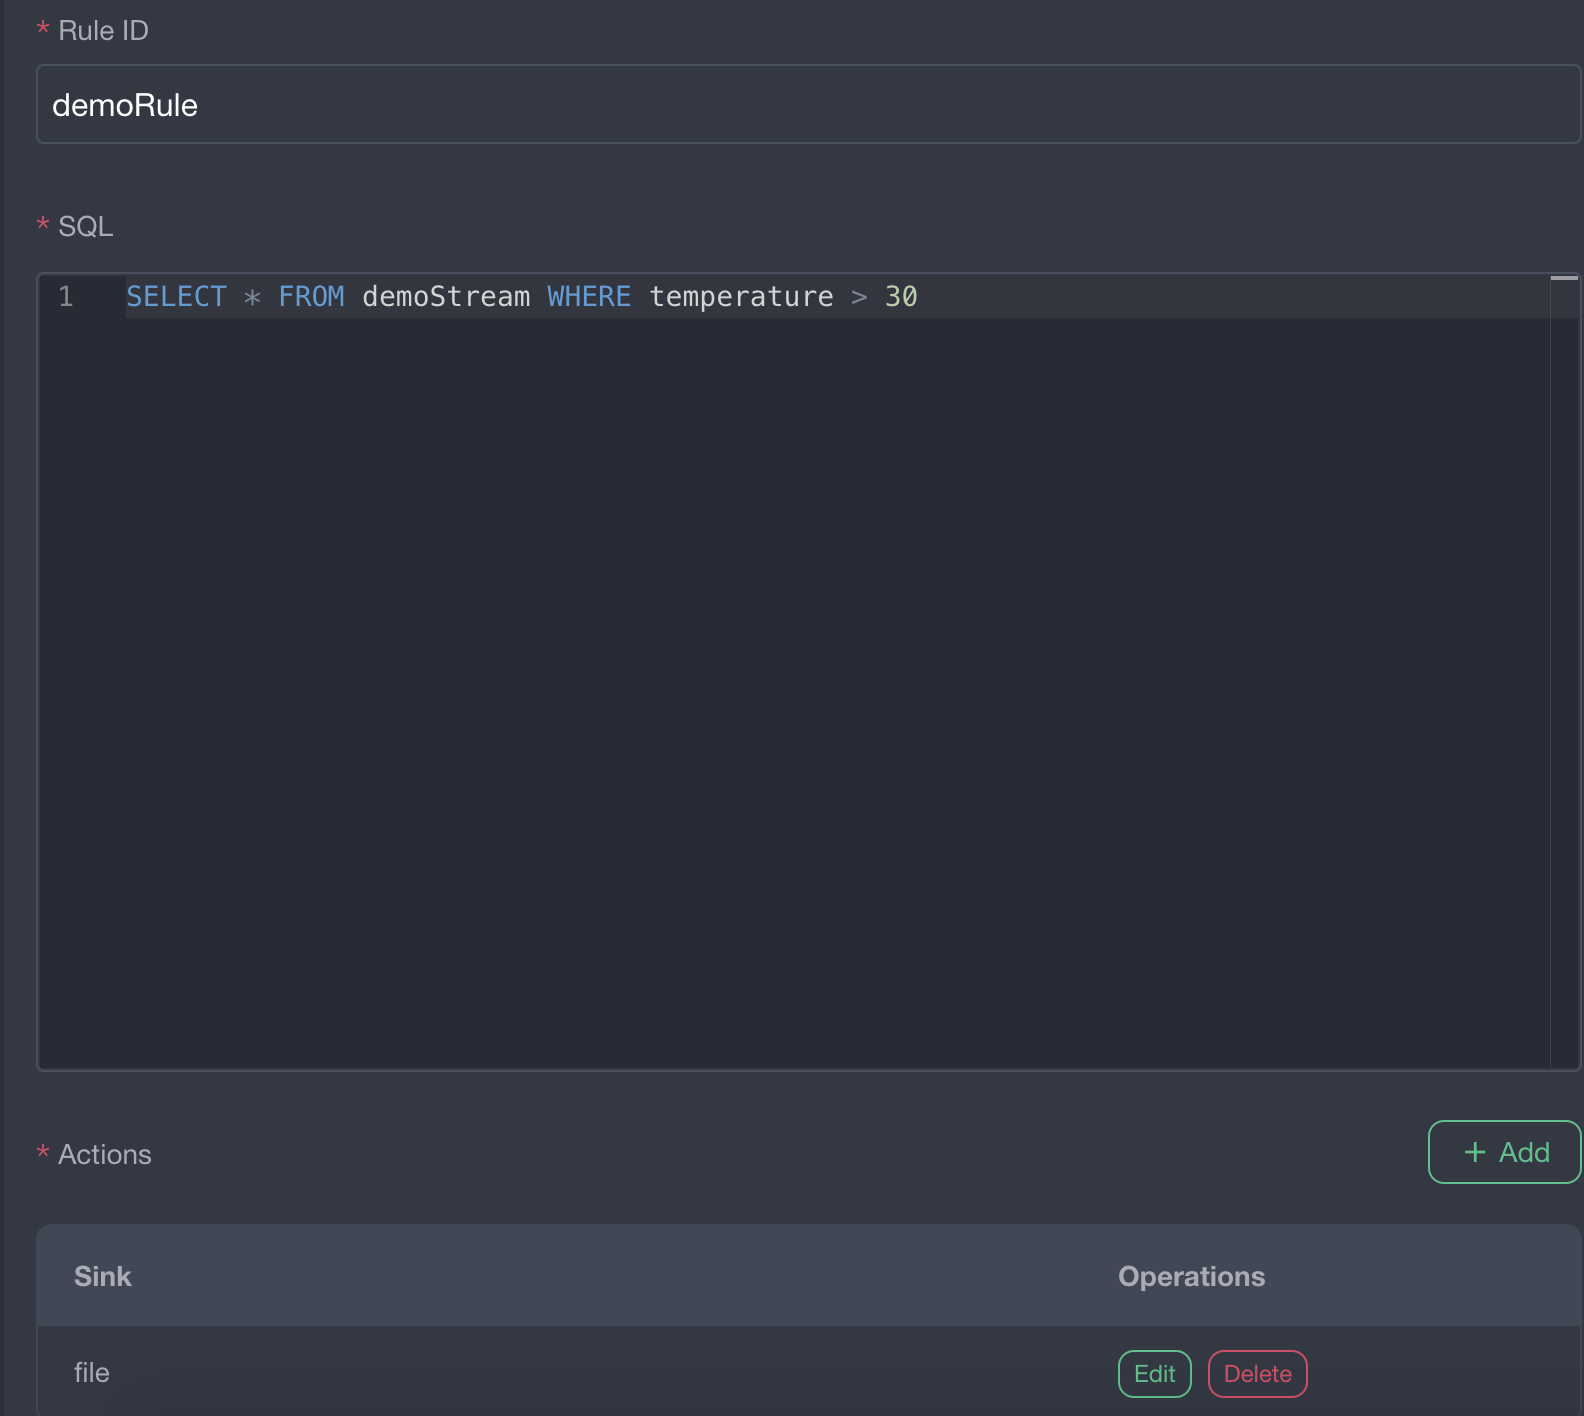 * Rule ID
demoRule
* SQL
1 SELECT * FROM demoStream WHERE temperature > 30
* Actions
+ Add
Sink Operations
file Edit Delete